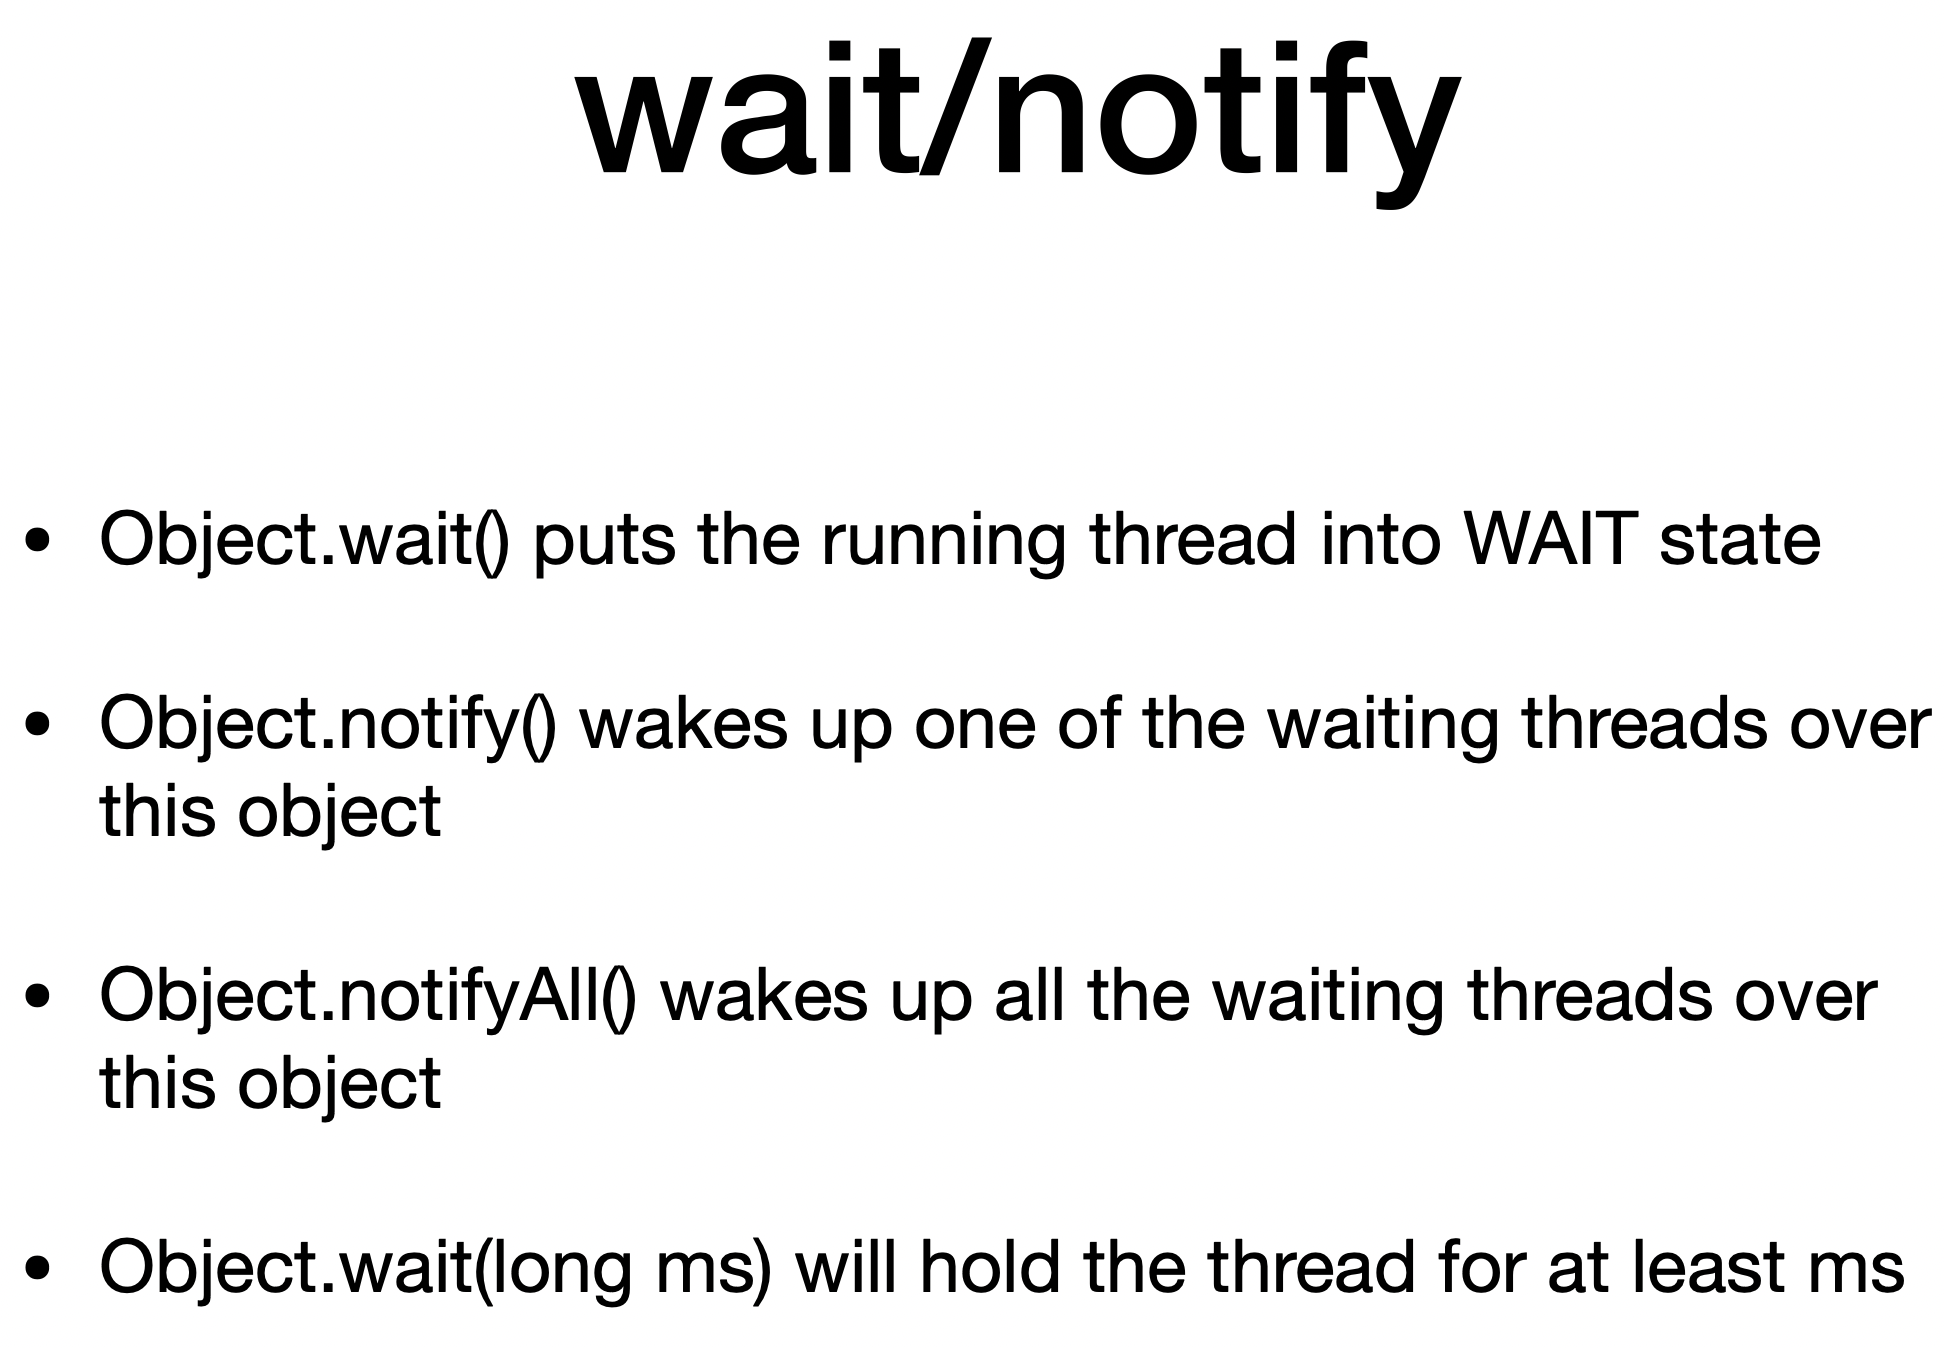 wait/notify
• Object.wait() puts the running thread into WAIT state
• Object.notify() wakes up one of the waiting threads over
this object
• Object.notifyAll() wakes up all the waiting threads over
this object
• Object.wait(long ms) will hold the thread for at least ms